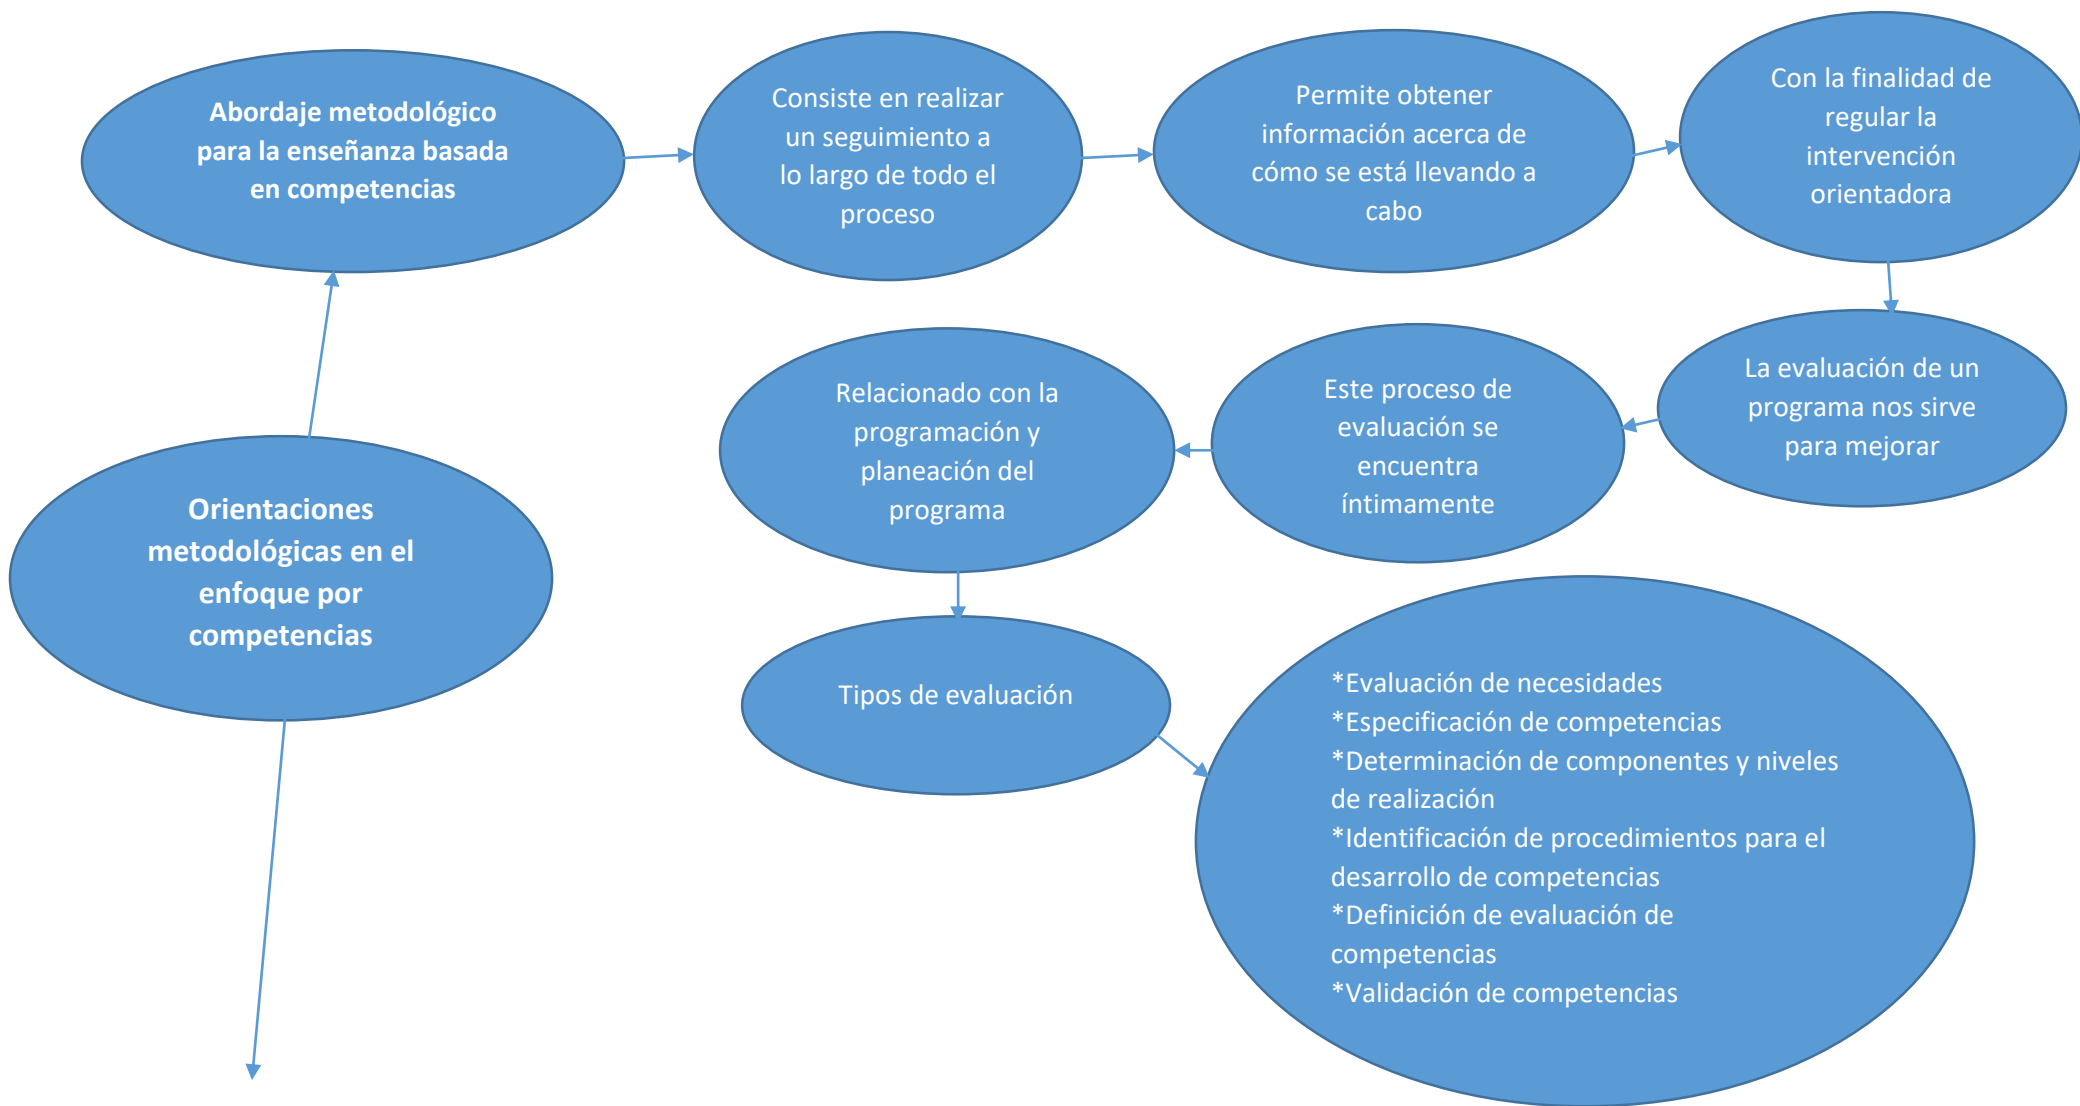 Abordaje metodológico
para la enseñanza basada
en competencias
Consiste en realizar
un seguimiento a
lo largo de todo el
proceso
Permite obtener
información acerca de
cómo se está llevando a
cabo
Con la finalidad de
regular la
intervención
orientadora
La evaluación de un
programa nos sirve
para mejorar
Este proceso de
evaluación se
encuentra
íntimamente
Relacionado con la
programación y
planeación del
programa
Orientaciones
metodológicas en el
enfoque por
competencias
Tipos de evaluación
*Evaluación de necesidades
*Especificación de competencias
*Determinación de componentes y niveles
de realización
*Identificación de procedimientos para el
desarrollo de competencias
*Definición de evaluación de
competencias
*Validación de competencias